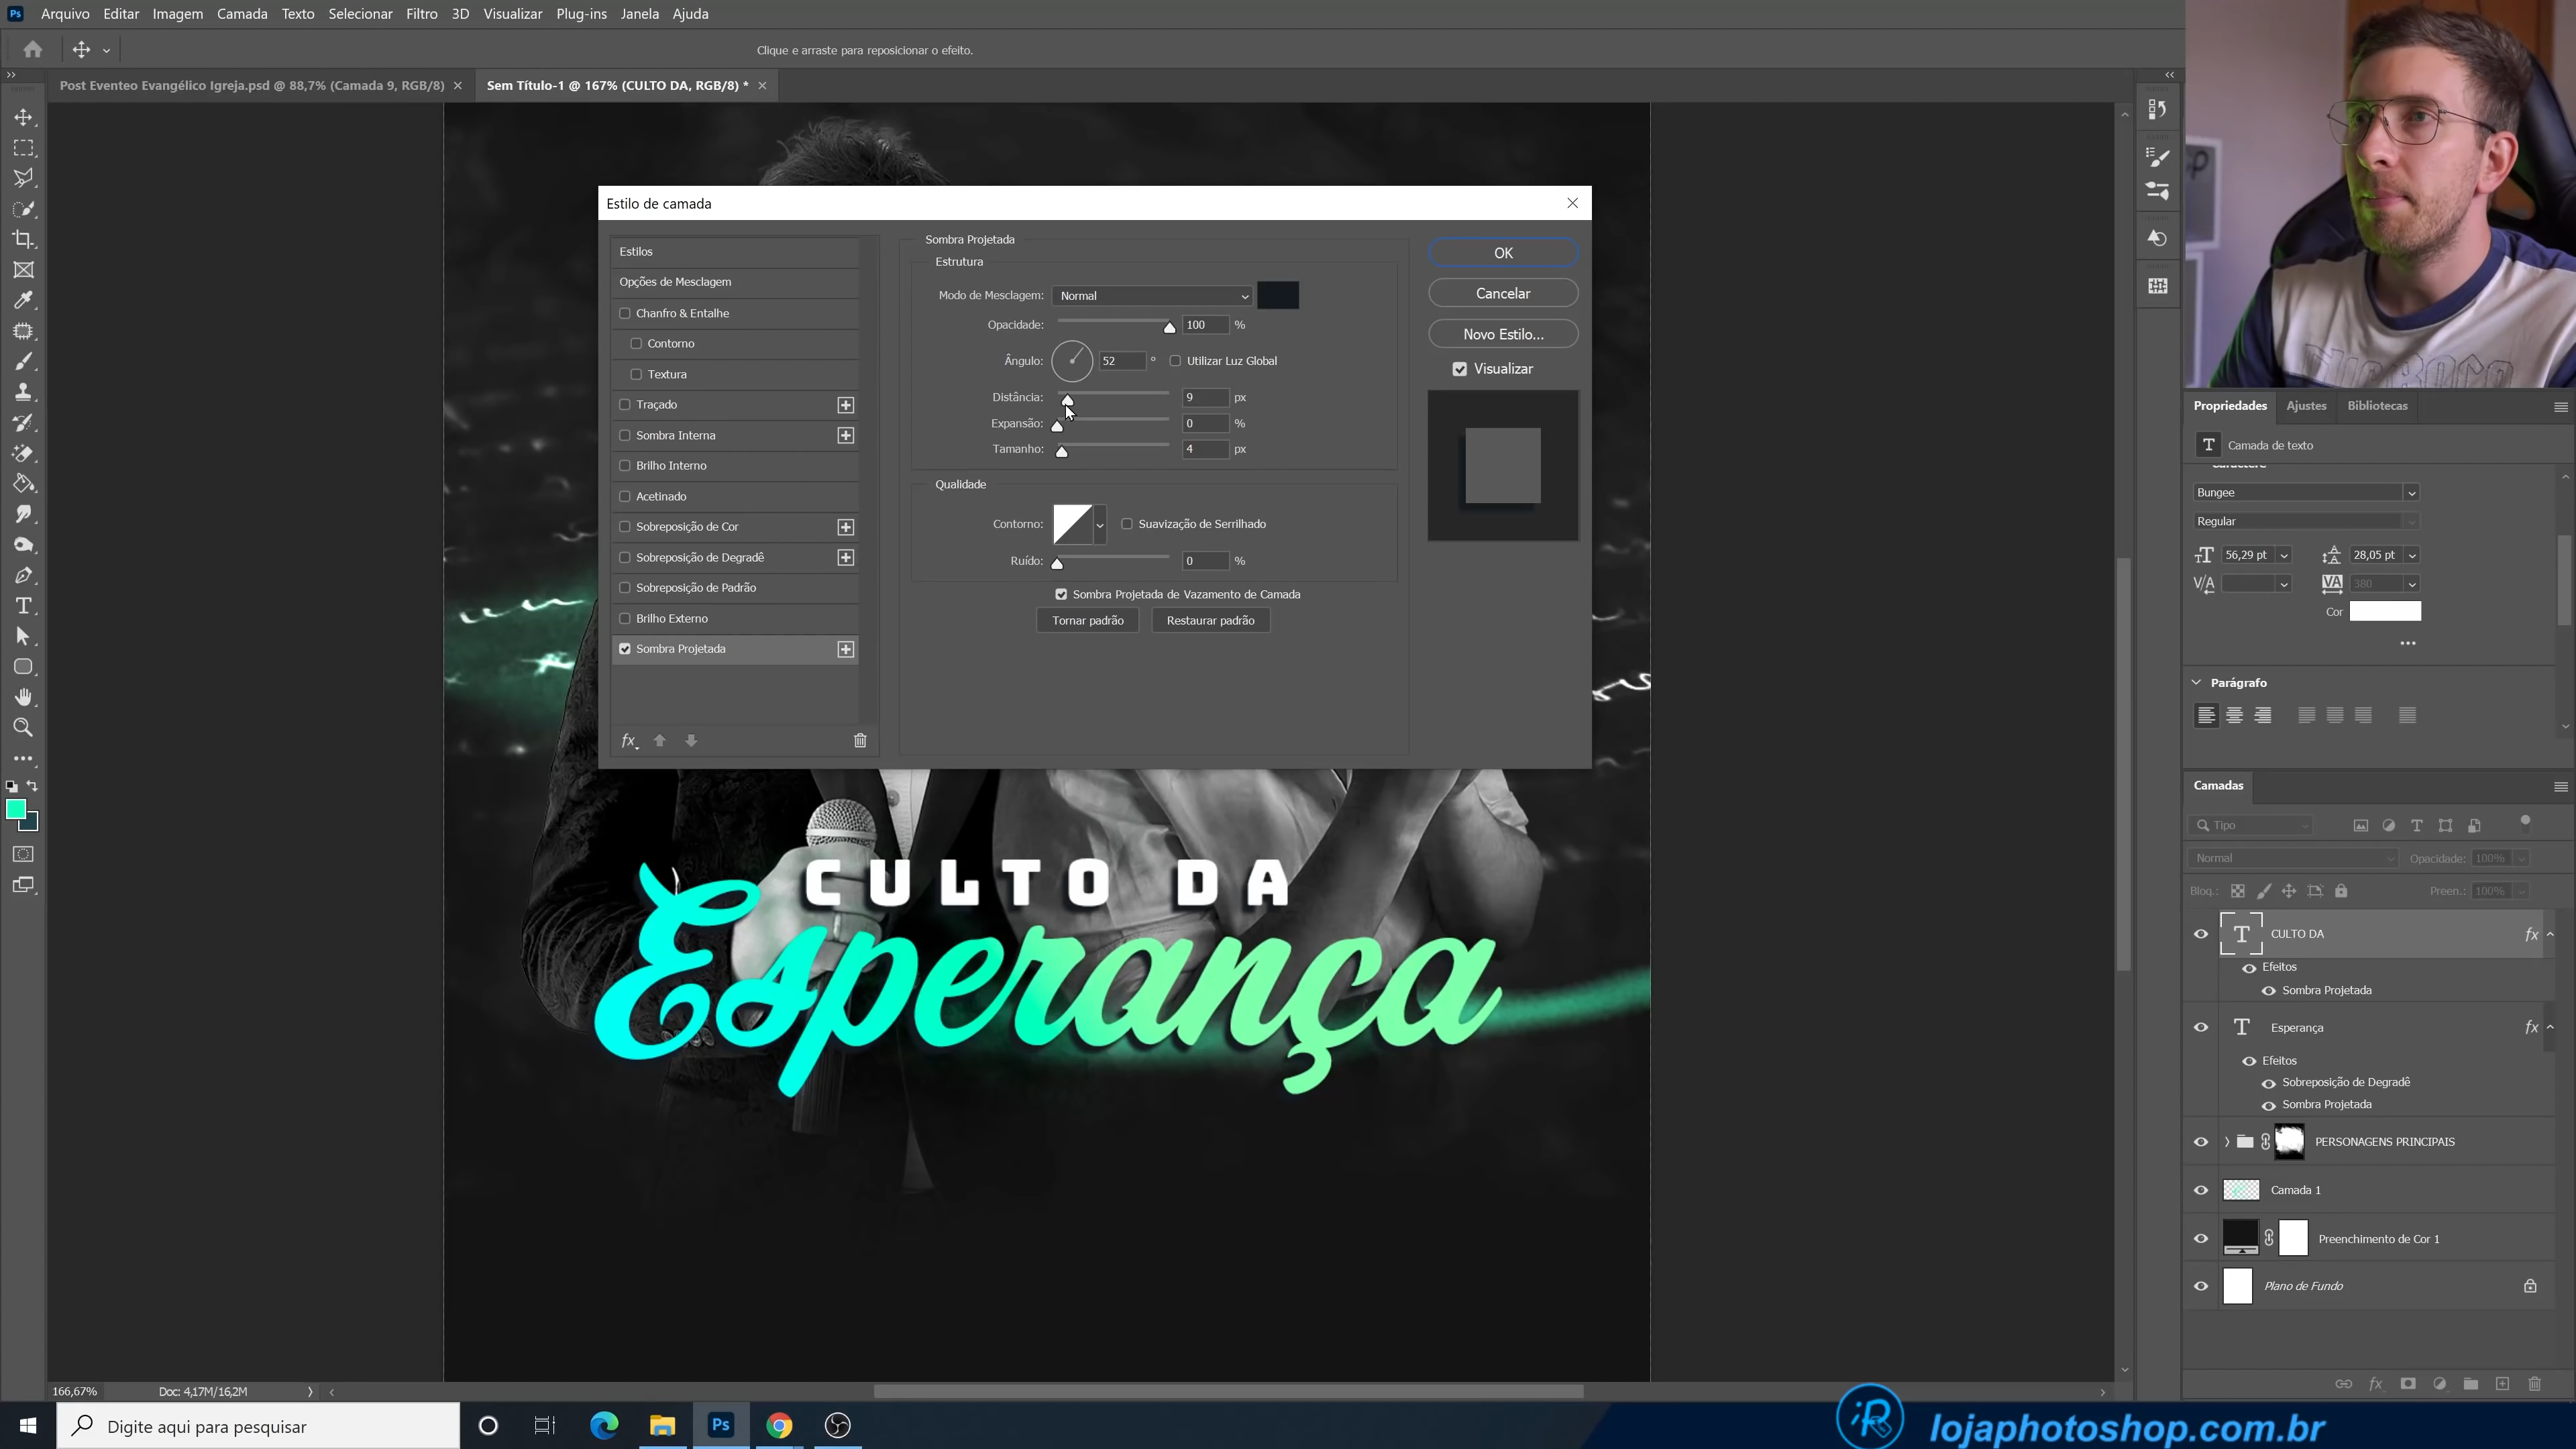 Ps Arquivo Editar Imagem Camada Texto Selecionar Filtro 3D Visualizar Plug-ins Janela Ajuda
Clique e arraste para reposicionar o efeito.
Post Eventeo Evangélico Igreja.psd @ 88,7% (Camada 9, RGB/8) Sem Título-1 @ 167% (CULTO DA, RGB/8) *
Estilo de camada
Estilos
Opções de Mesclagem
Chanfro & Entalhe
Contorno
Textura
Traçado
Sombra Interna
Brilho Interno
Acetinado
Sobreposição de Cor
Sobreposição de Degradê
Sobreposição de Padrão
Brilho Externo
Sombra Projetada
fx
Sombra Projetada
Estrutura
Modo de Mesclagem: Normal
Opacidade: 100 %
Ângulo: 52 ° Utilizar Luz Global
Distância: 9 px
Expansão: 0 %
Tamanho: 4 px
Qualidade
Contorno: Suavização de Serrilhado
Ruído: 0 %
Sombra Projetada de Vazamento de Camada
Tornar padrão Restaurar padrão
OK
Cancelar
Novo Estilo...
Visualizar
CULTO DA
Esperança
Propriedades Ajustes Bibliotecas
T Camada de texto
Caractere
Bungee
Regular
56,29 pt 28,05 pt
V/A VA 380
Cor
Parágrafo
Camadas
Tipo
Normal Opacidade: 100%
Bloq.: Preen.: 100%
T CULTO DA fx
Efeitos
Sombra Projetada
T Esperança fx
Efeitos
Sobreposição de Degradê
Sombra Projetada
PERSONAGENS PRINCIPAIS
Camada 1
Preenchimento de Cor 1
Plano de Fundo
fx
166,67% Doc: 4,17M/16,2M
Digite aqui para pesquisar
Ps
lojaphotoshop.com.br